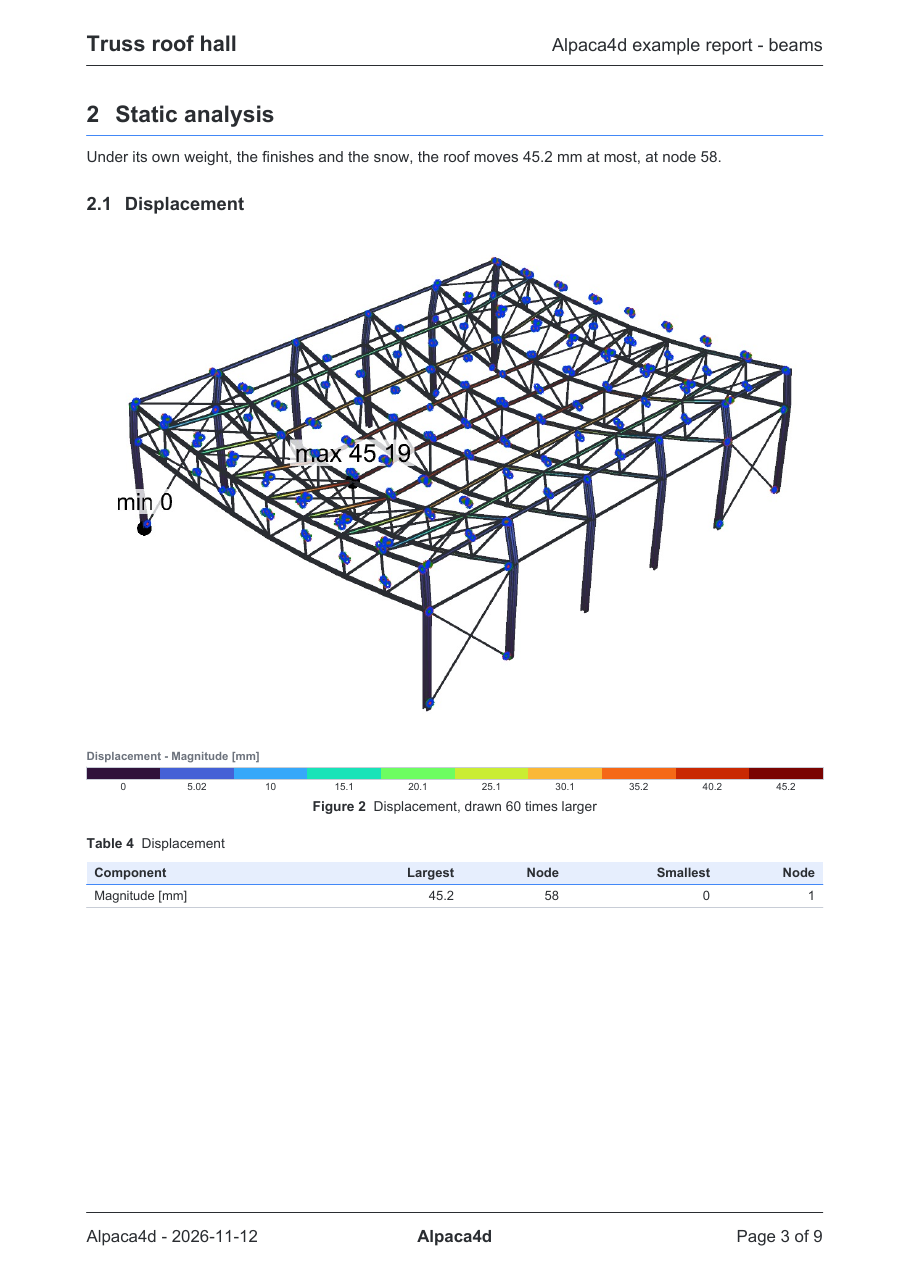 Truss roof hall
Alpaca4d example report - beams
2 Static analysis
Under its own weight, the finishes and the snow, the roof moves 45.2 mm at most, at node 58.
2.1 Displacement
max 45.19
min 0
Displacement - Magnitude [mm]
0 5.02 10 15.1 20.1 25.1 30.1 35.2 40.2 45.2
Figure 2 Displacement, drawn 60 times larger
Table 4 Displacement
Component Largest Node Smallest Node
Magnitude [mm] 45.2 58 0 1
Alpaca4d - 2026-11-12
Alpaca4d
Page 3 of 9